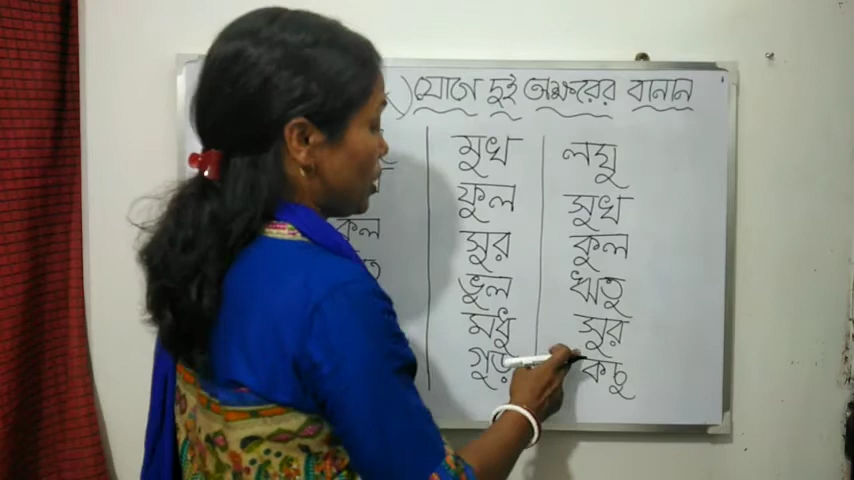 যোগে দুই অক্ষরের বানান
কুল
মুখ
ফুল
সুর
ভুল
মধু
গুড়
লঘু
সুখ
কুল
ঋতু
সুর
কচু